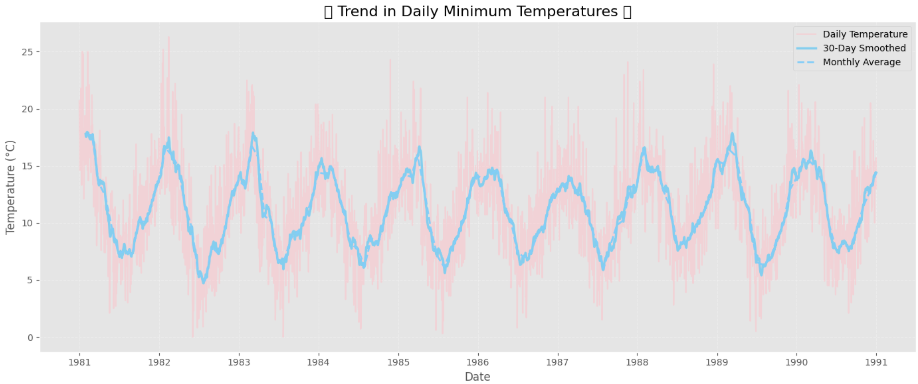 ▯ Trend in Daily Minimum Temperatures ▯
Daily Temperature
30-Day Smoothed
Monthly Average
Temperature (°C)
25
20
15
10
5
0
1981 1982 1983 1984 1985 1986 1987 1988 1989 1990 1991
Date